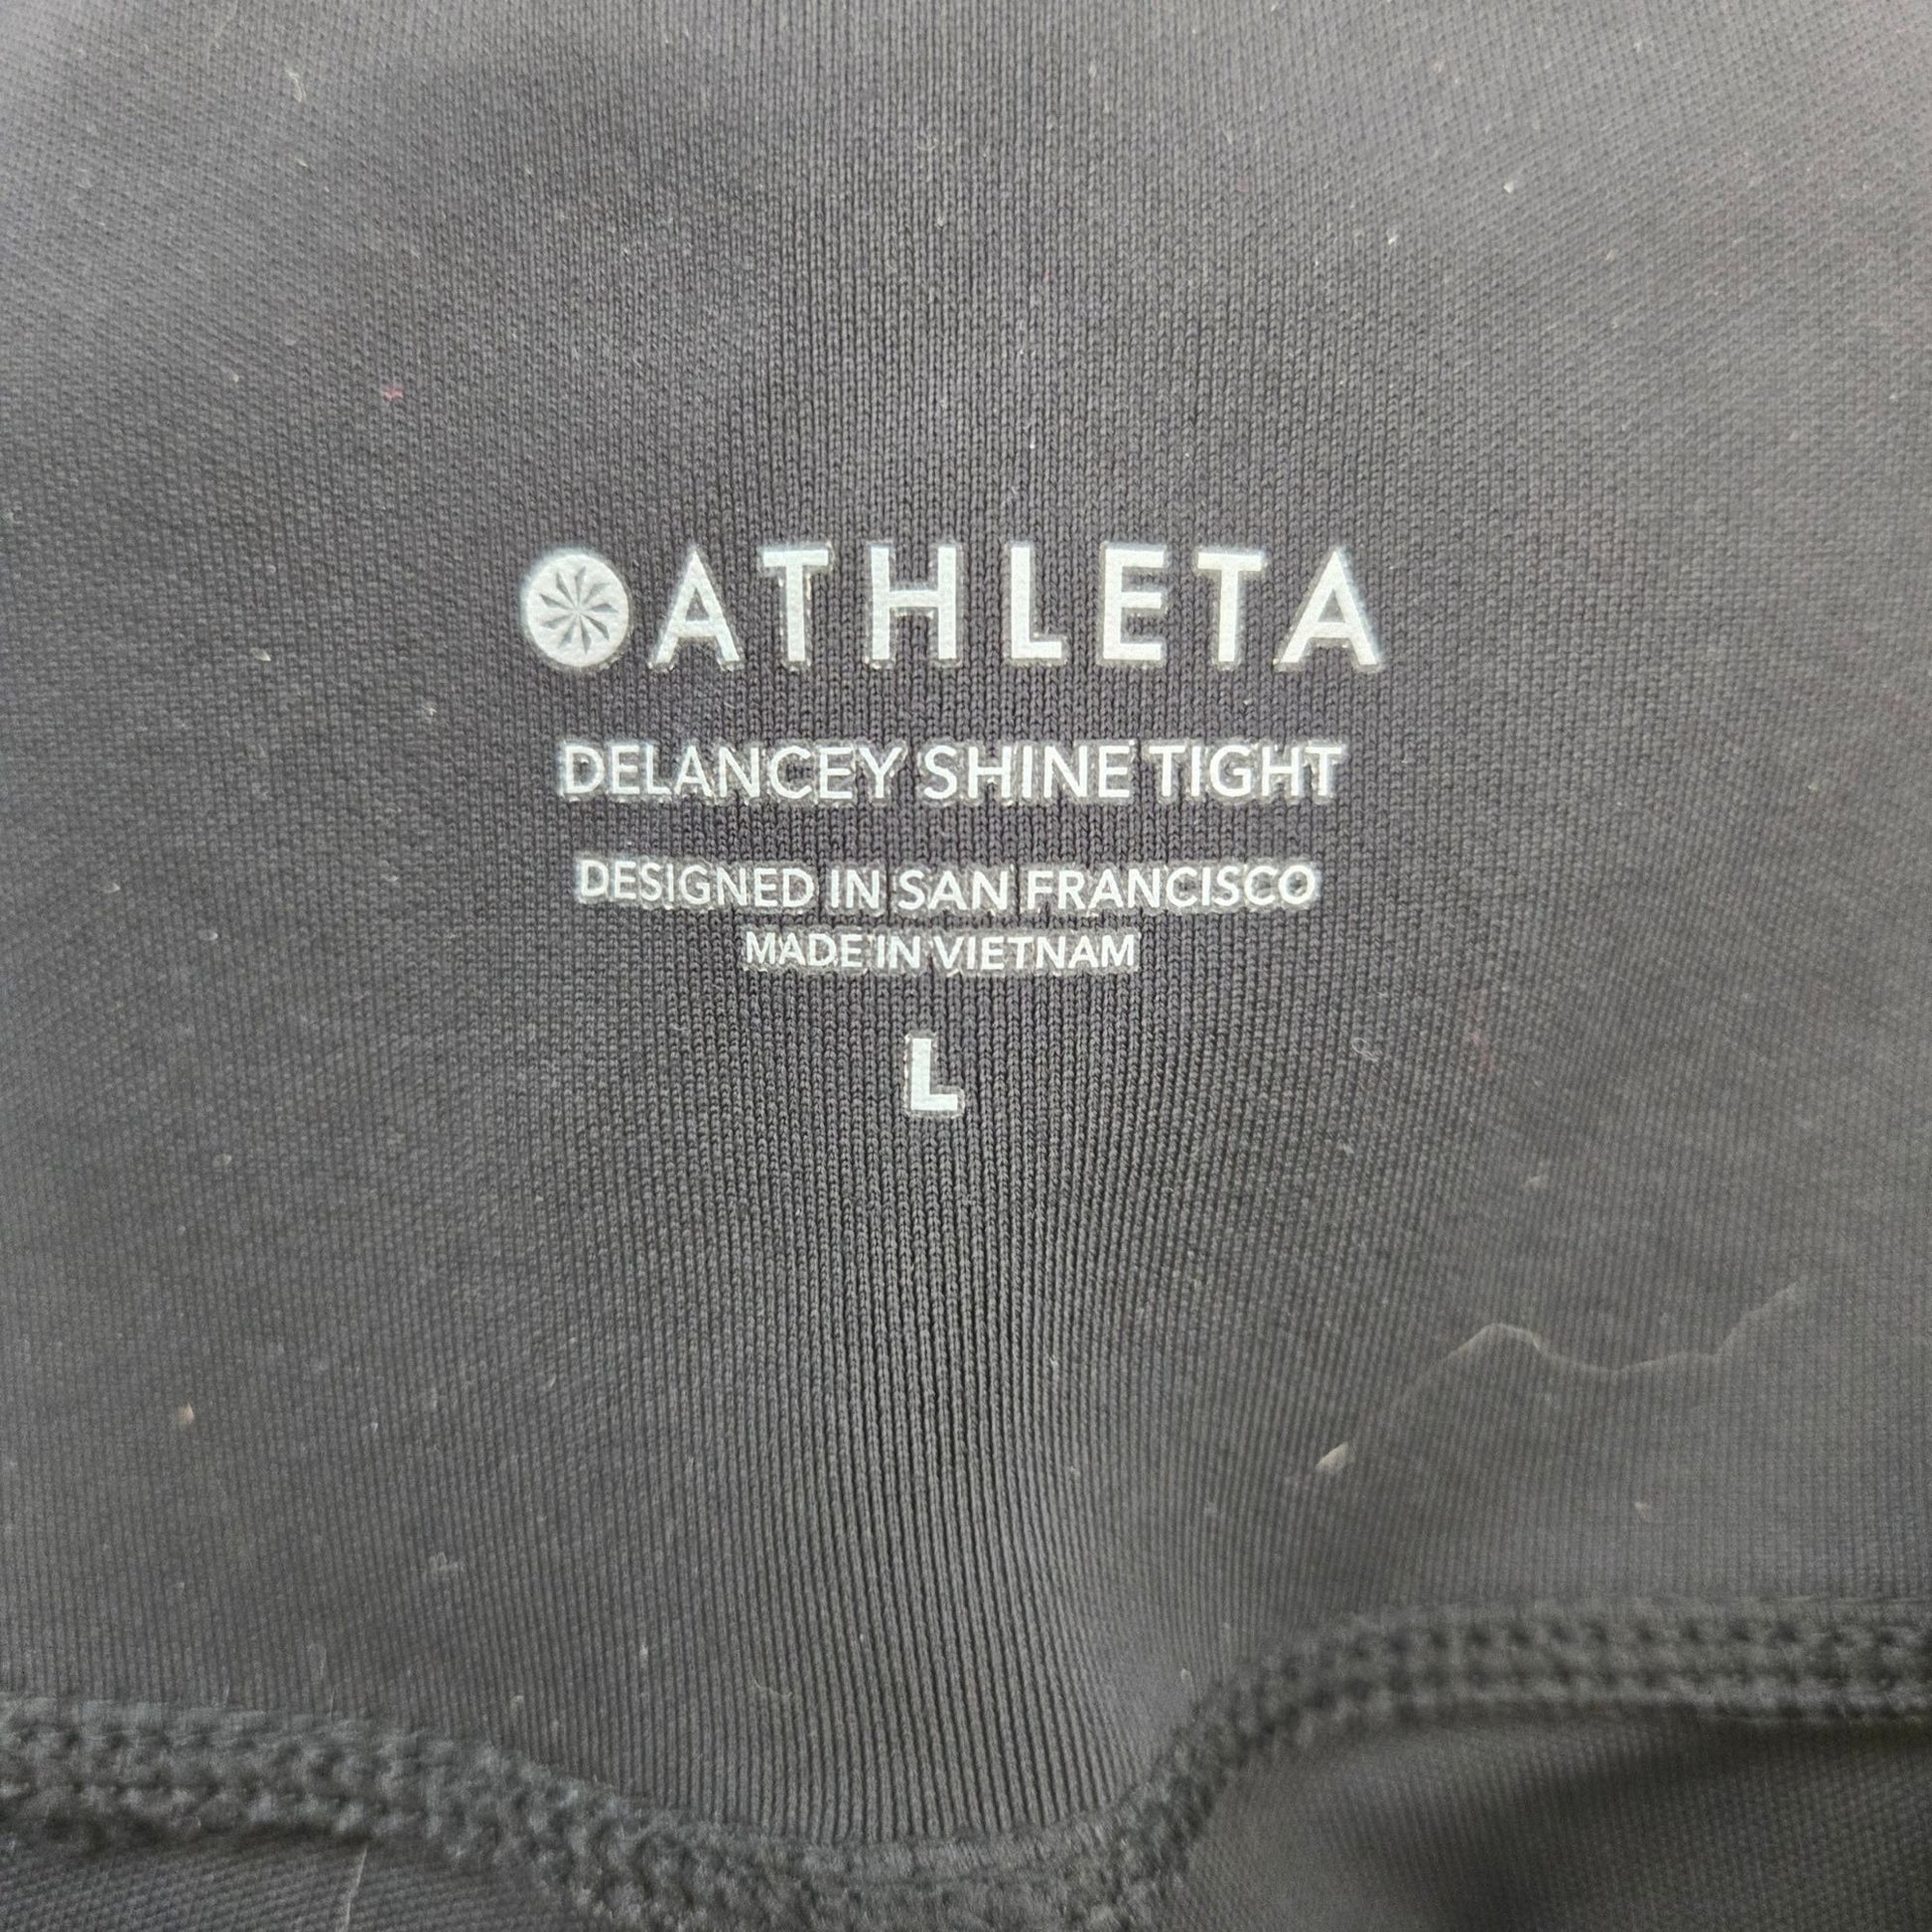 ATHLETA
DELANCEY SHINE TIGHT
DESIGNED IN SAN FRANCISCO
MADE IN VIETNAM
L